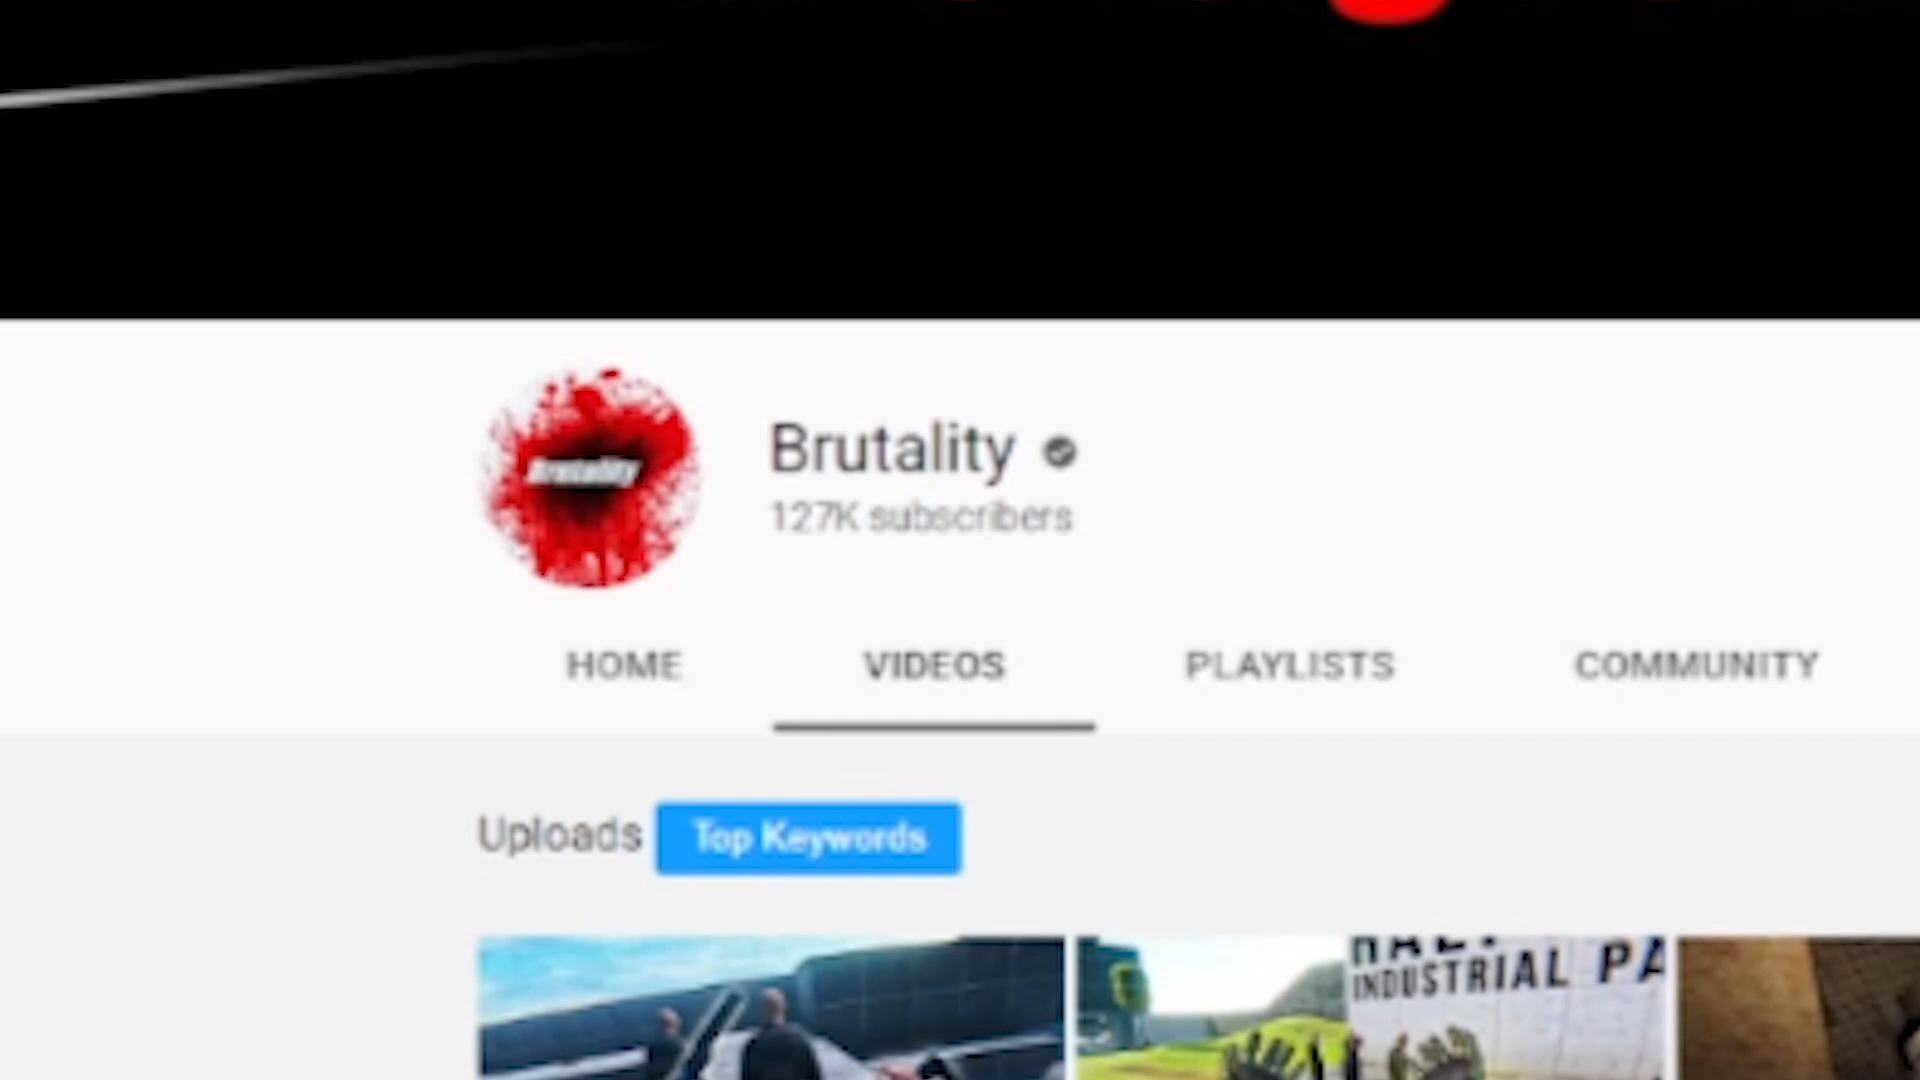 Brutality
Brutality
127K subscribers
HOME VIDEOS PLAYLISTS COMMUNITY
Uploads Top Keywords
INDUSTRIAL PA